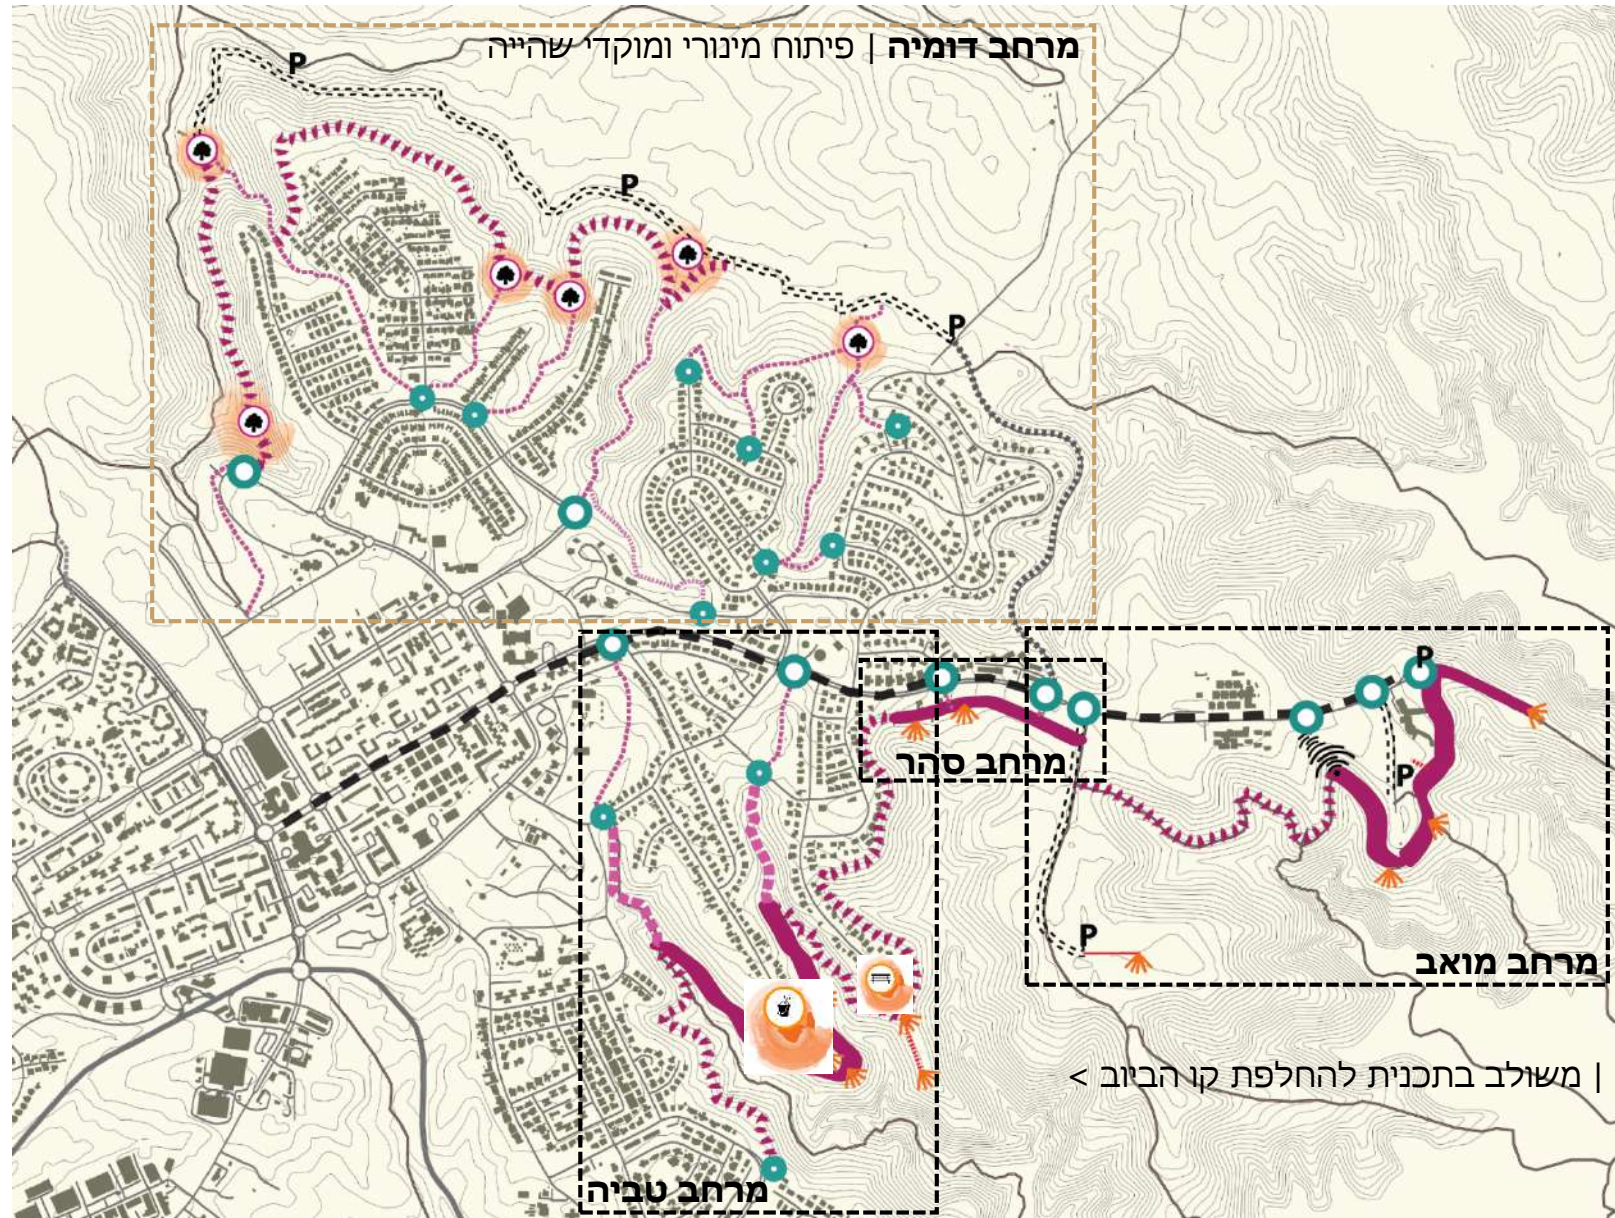 מרחב דומיה | פיתוח מינורי ומוקדי שהייה
P
P
P
P
מרחב סהר
P
P
מרחב מואב
| משולב בתכנית להחלפת קו הביוב >
מרחב טביה